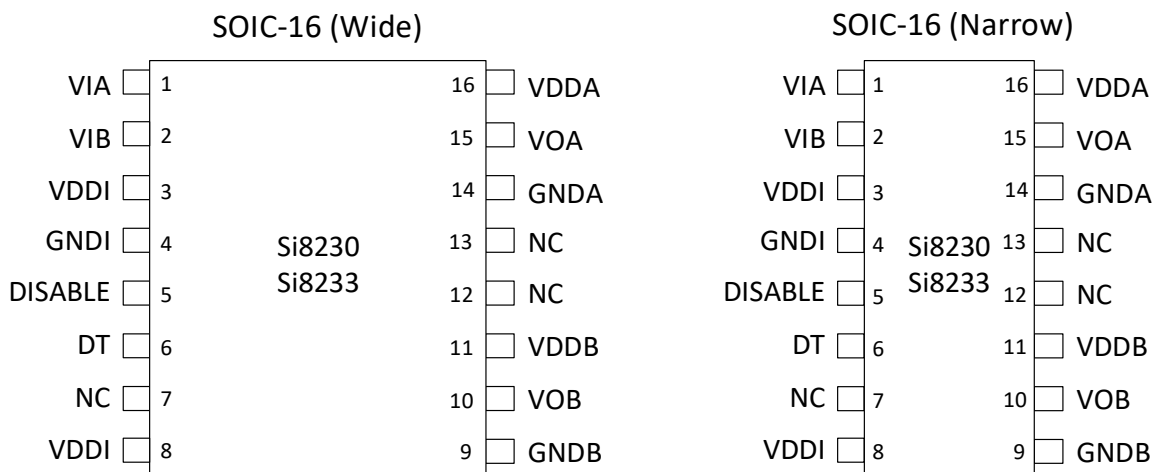 SOIC-16 (Wide)
VIA 1 16 VDDA
VIB 2 15 VOA
VDDI 3 14 GNDA
GNDI 4 Si8230 13 NC
Si8233
DISABLE 5 12 NC
DT 6 11 VDDB
NC 7 10 VOB
VDDI 8 9 GNDB
SOIC-16 (Narrow)
VIA 1 16 VDDA
VIB 2 15 VOA
VDDI 3 14 GNDA
GNDI 4 Si8230 13 NC
Si8233
DISABLE 5 12 NC
DT 6 11 VDDB
NC 7 10 VOB
VDDI 8 9 GNDB